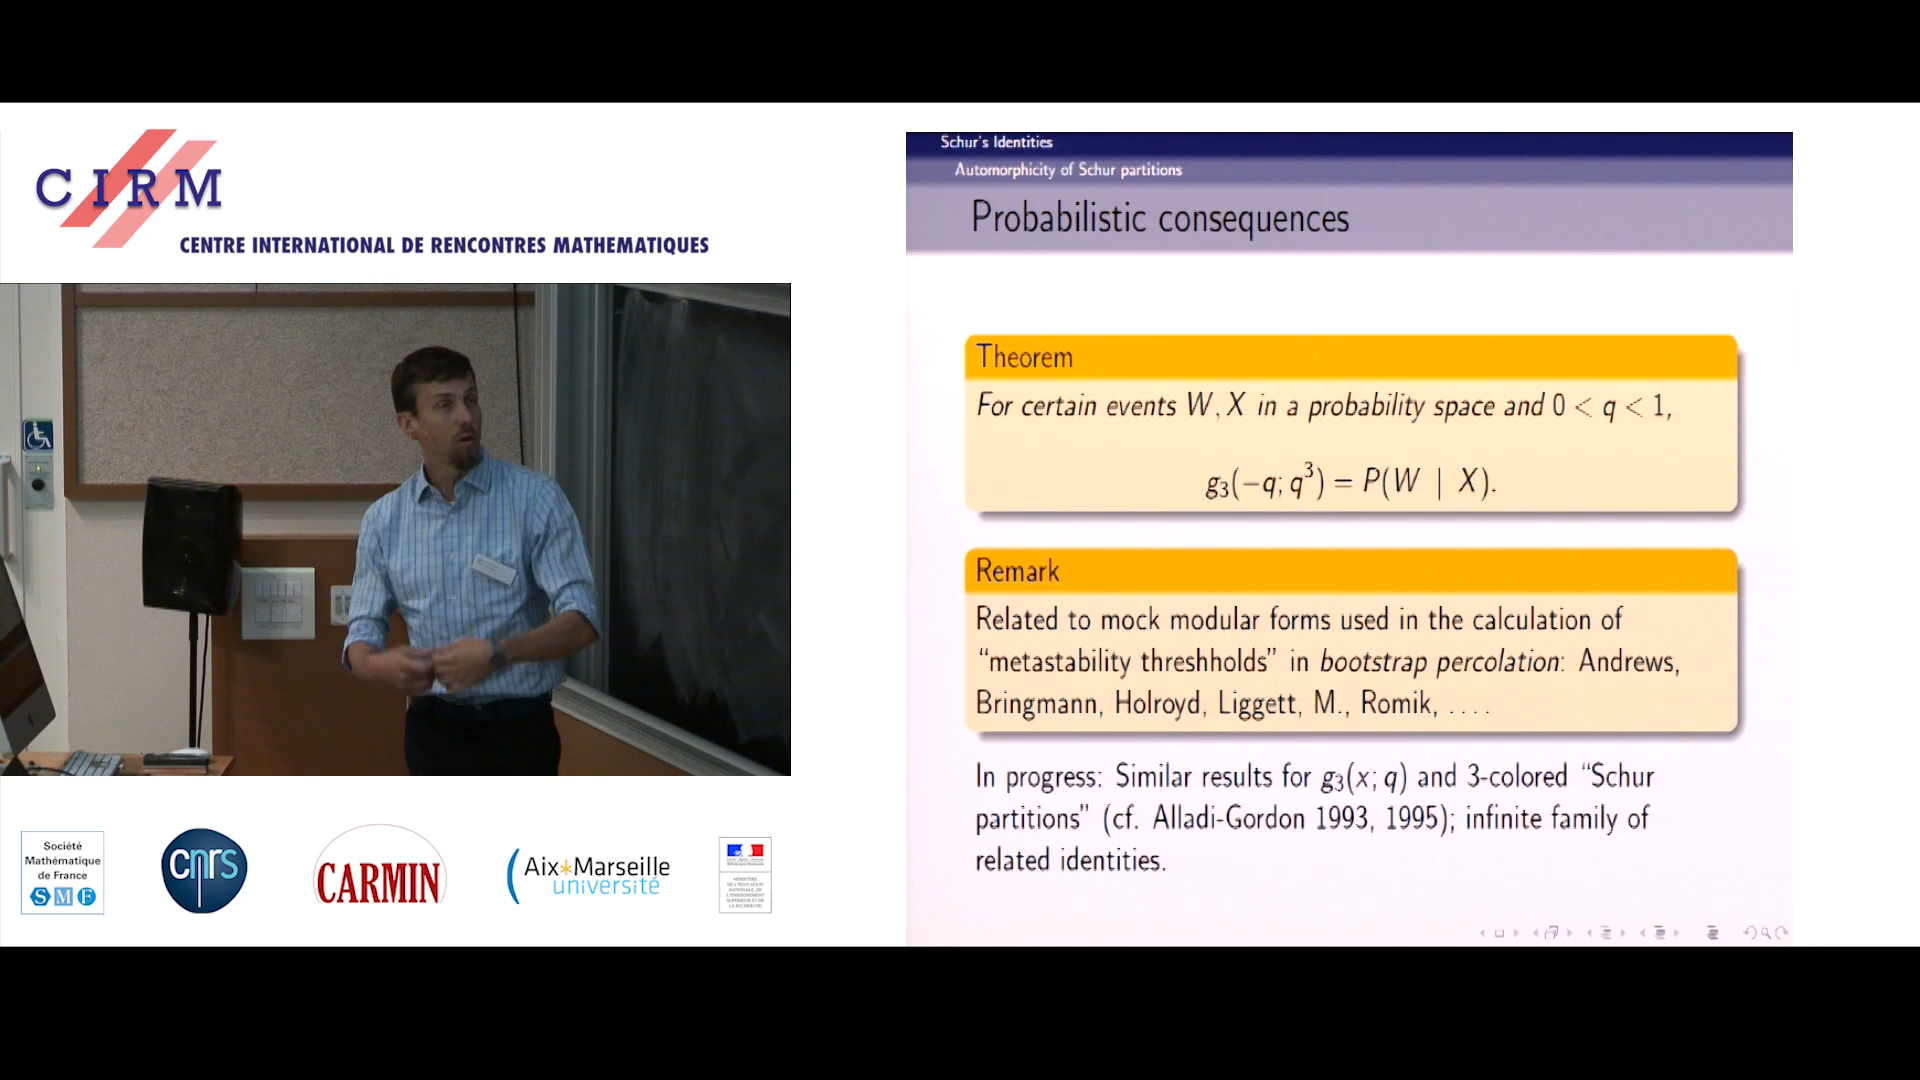 CIRM
CENTRE INTERNATIONAL DE RENCONTRES MATHEMATIQUES
Schur's Identities
Automorphicity of Schur partitions
Probabilistic consequences
Theorem
For certain events W, X in a probability space and 0 < q < 1,
g₃(−q; q³) = P(W | X).
Remark
Related to mock modular forms used in the calculation of
“metastability threshholds” in bootstrap percolation: Andrews,
Bringmann, Holroyd, Liggett, M., Romik, ....
In progress: Similar results for g₃(x; q) and 3-colored “Schur
partitions” (cf. Alladi-Gordon 1993, 1995); infinite family of
related identities.
Société
Mathématique
de France
SMF
cnrs
CARMIN
Aix*Marseille
université